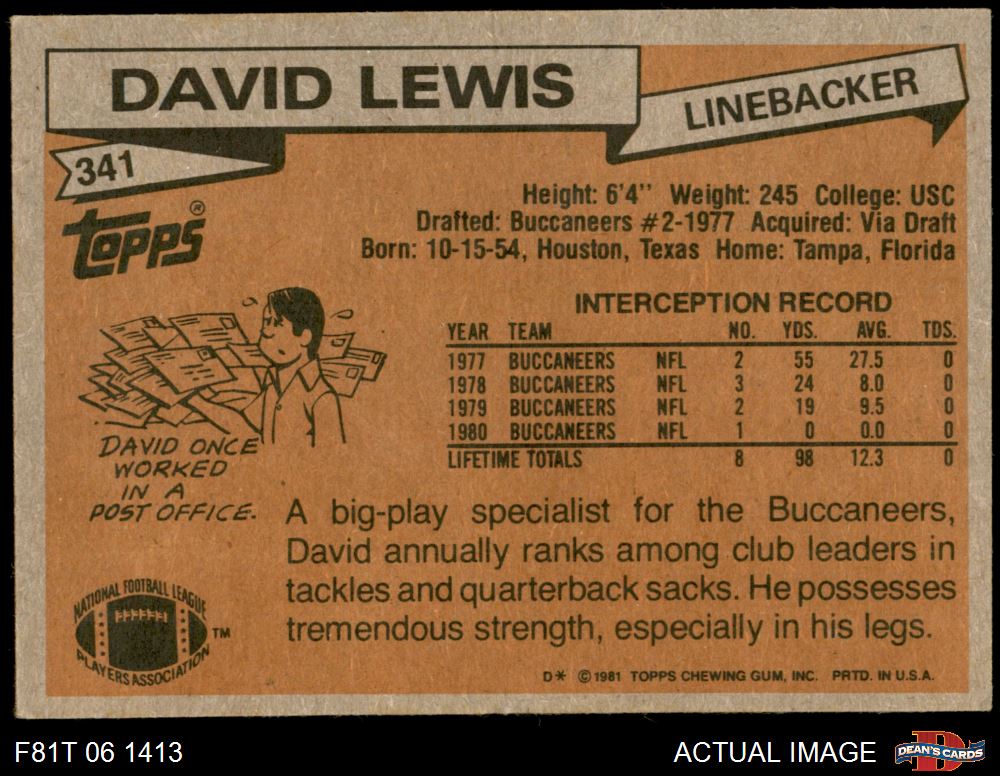 DAVID LEWIS
LINEBACKER
341
TOPPS®
Height: 6'4" Weight: 245 College: USC
Drafted: Buccaneers #2-1977 Acquired: Via Draft
Born: 10-15-54, Houston, Texas Home: Tampa, Florida
INTERCEPTION RECORD
YEAR TEAM NO. YDS. AVG. TDS.
1977 BUCCANEERS NFL 2 55 27.5 0
1978 BUCCANEERS NFL 3 24 8.0 0
1979 BUCCANEERS NFL 2 19 9.5 0
1980 BUCCANEERS NFL 1 0 0.0 0
LIFETIME TOTALS 8 98 12.3 0
DAVID ONCE
WORKED
IN A
POST OFFICE.
A big-play specialist for the Buccaneers,
David annually ranks among club leaders in
tackles and quarterback sacks. He possesses
tremendous strength, especially in his legs.
NATIONAL FOOTBALL LEAGUE
PLAYERS ASSOCIATION
TM
D* © 1981 TOPPS CHEWING GUM, INC. PRTD. IN U.S.A.
F81T 06 1413
ACTUAL IMAGE
D
DEAN'S CARDS